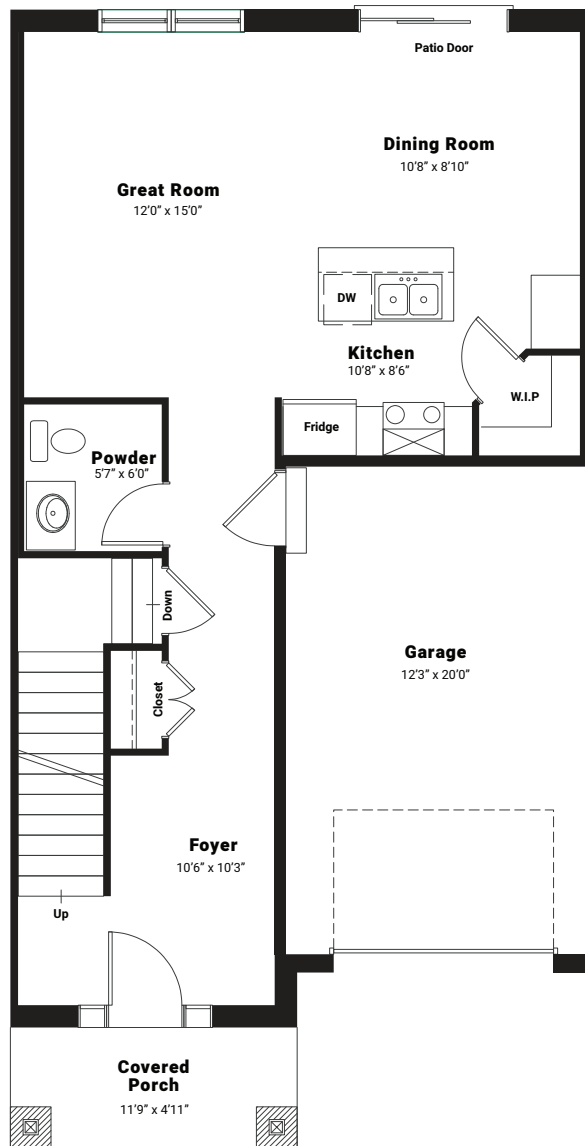 Patio Door
Dining Room
10’8” x 8’10”
Great Room
12’0” x 15’0”
DW
Kitchen
10’8” x 8’6”
W.I.P
Fridge
Powder
5’7” x 6’0”
Down
Garage
12’3” x 20’0”
Closet
Foyer
10’6” x 10’3”
Up
Covered
Porch
11’9” x 4’11”